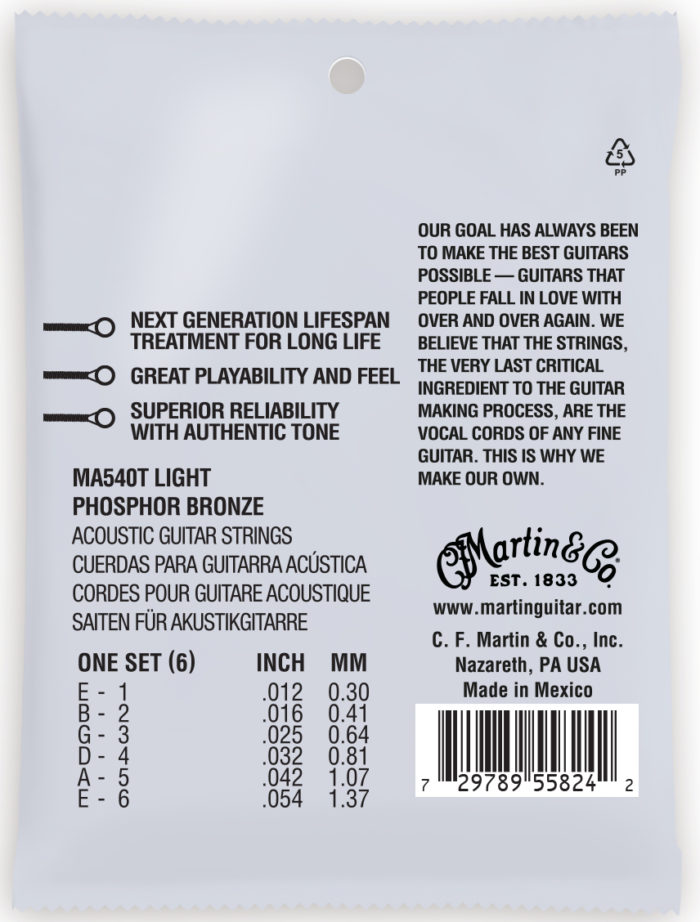 5
PP
OUR GOAL HAS ALWAYS BEEN
TO MAKE THE BEST GUITARS
POSSIBLE — GUITARS THAT
PEOPLE FALL IN LOVE WITH
OVER AND OVER AGAIN. WE
BELIEVE THAT THE STRINGS,
THE VERY LAST CRITICAL
INGREDIENT TO THE GUITAR
MAKING PROCESS, ARE THE
VOCAL CORDS OF ANY FINE
GUITAR. THIS IS WHY WE
MAKE OUR OWN.
NEXT GENERATION LIFESPAN
TREATMENT FOR LONG LIFE
GREAT PLAYABILITY AND FEEL
SUPERIOR RELIABILITY
WITH AUTHENTIC TONE
MA540T LIGHT
PHOSPHOR BRONZE
ACOUSTIC GUITAR STRINGS
CUERDAS PARA GUITARRA ACÚSTICA
CORDES POUR GUITARE ACOUSTIQUE
SAITEN FÜR AKUSTIKGITARRE
ONE SET (6) INCH MM
E - 1 .012 0.30
B - 2 .016 0.41
G - 3 .025 0.64
D - 4 .032 0.81
A - 5 .042 1.07
E - 6 .054 1.37
CF Martin & Co.®
EST. 1833
www.martinguitar.com
C. F. Martin & Co., Inc.
Nazareth, PA USA
Made in Mexico
7 29789 55824 2